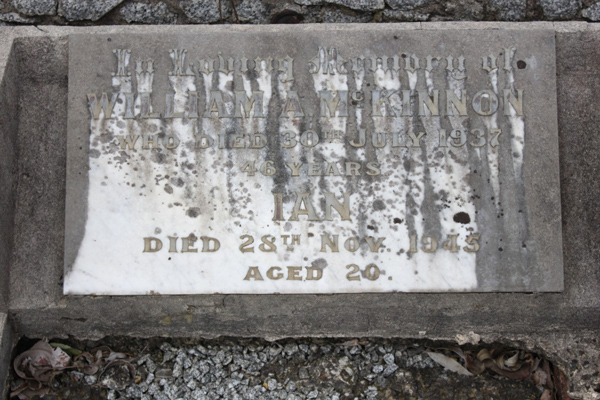 In Loving Memory of
WILLIAM A. McKINNON
WHO DIED 30TH JULY 1937
46 YEARS
IAN
DIED 28TH NOV. 1945
AGED 20